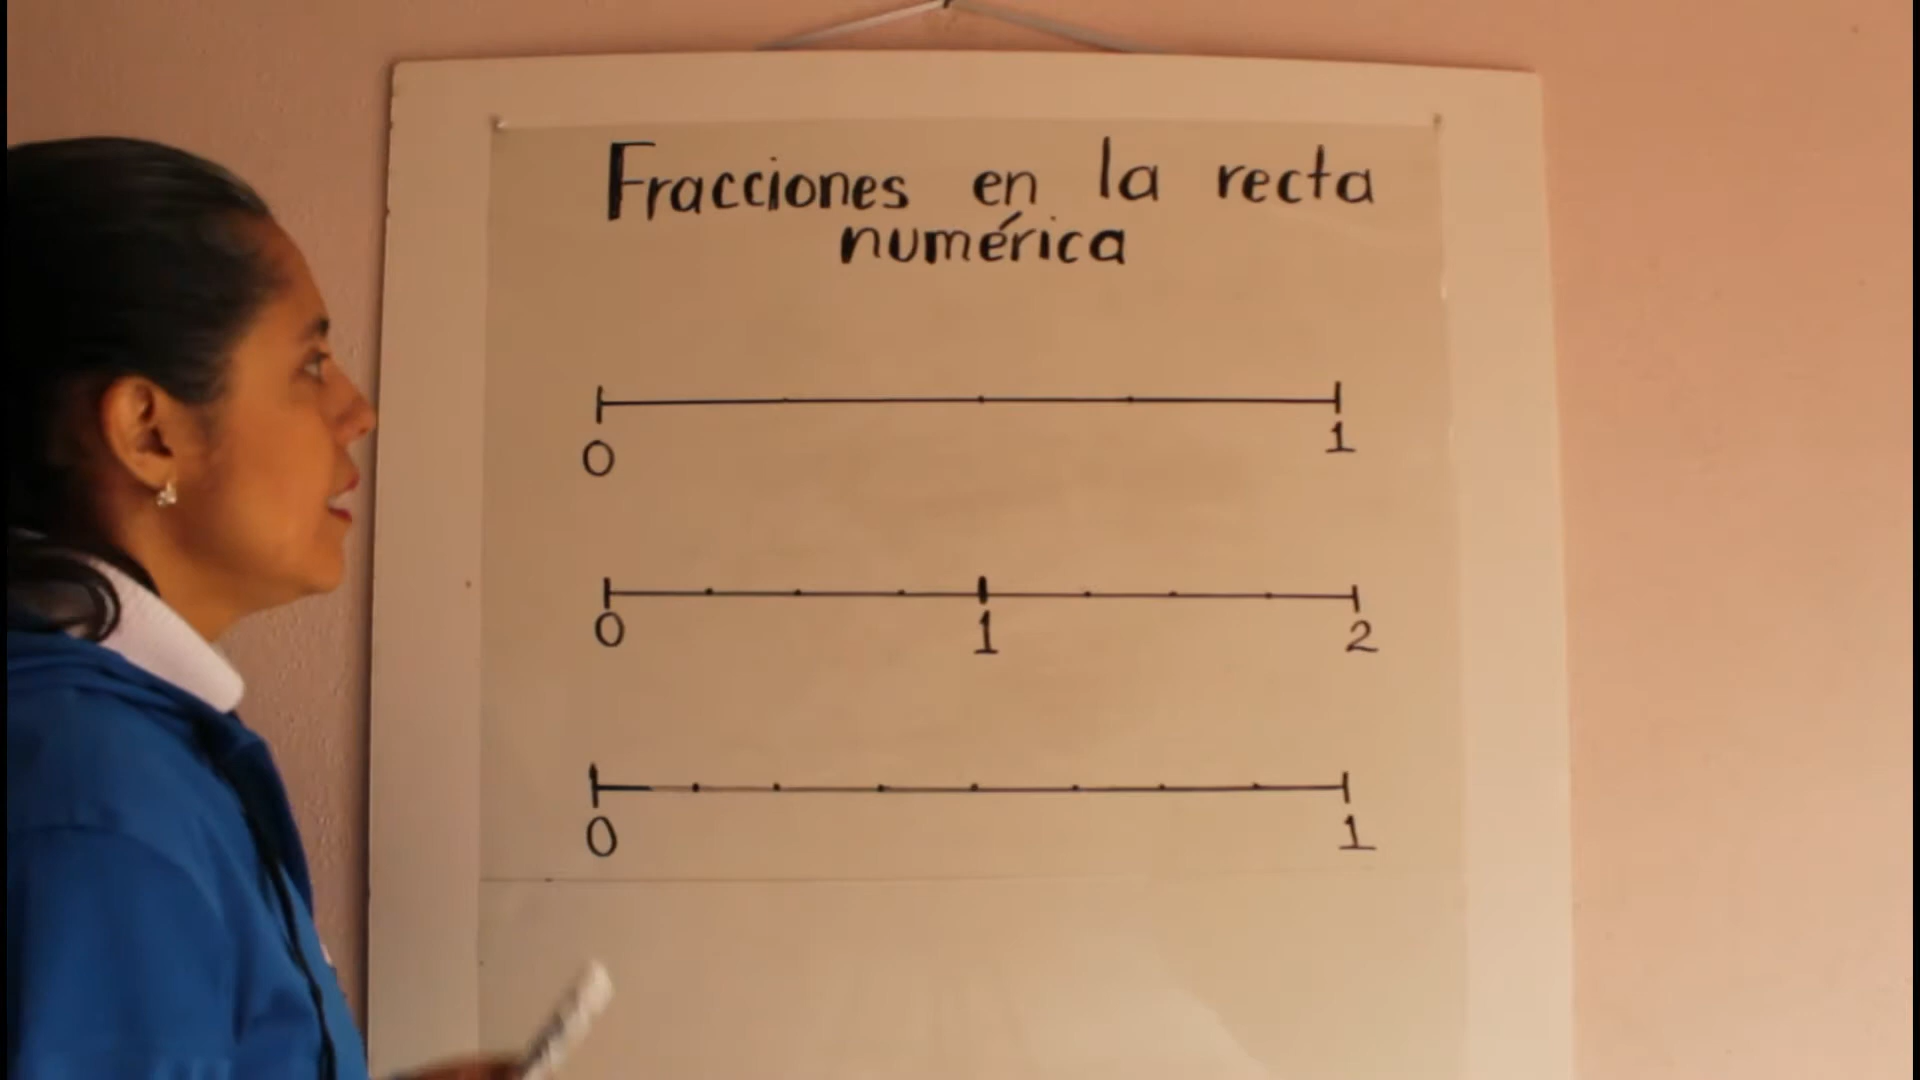 Fracciones en la recta
numérica
0 1
0 1 2
0 1